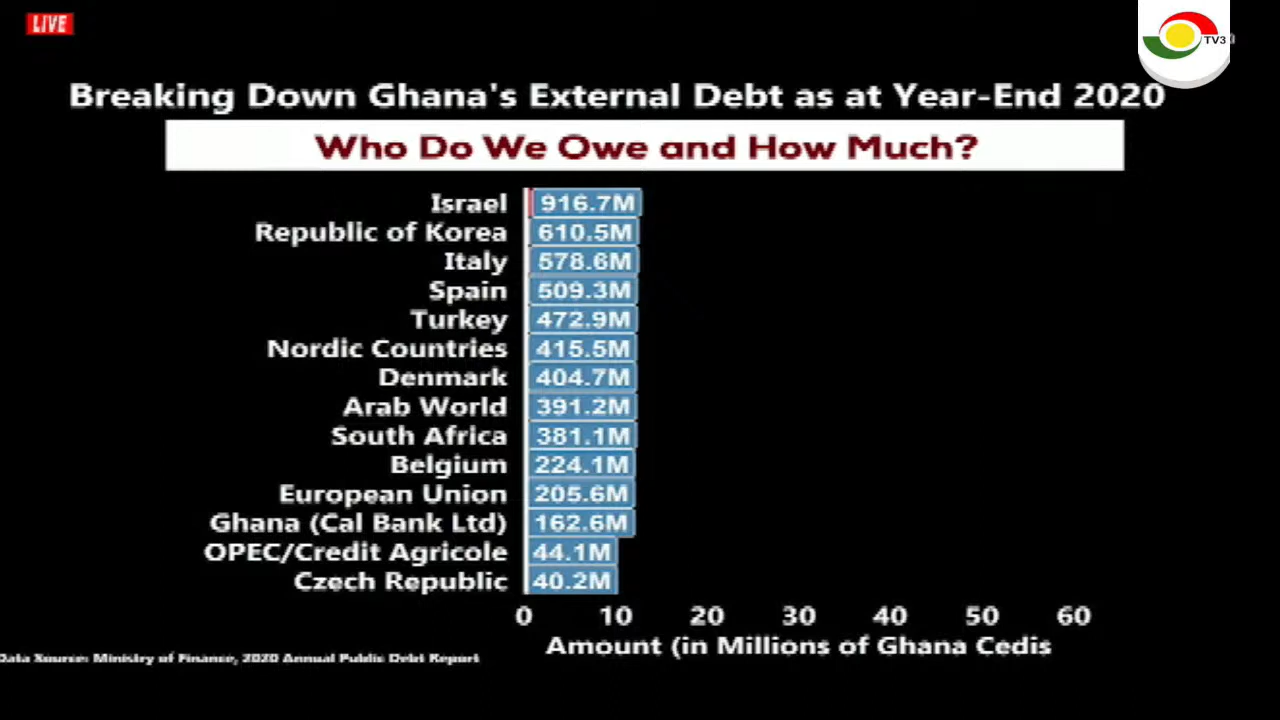 LIVE
TV3
Breaking Down Ghana's External Debt as at Year-End 2020
Who Do We Owe and How Much?
Israel 916.7M
Republic of Korea 610.5M
Italy 578.6M
Spain 509.3M
Turkey 472.9M
Nordic Countries 415.5M
Denmark 404.7M
Arab World 391.2M
South Africa 381.1M
Belgium 224.1M
European Union 205.6M
Ghana (Cal Bank Ltd) 162.6M
OPEC/Credit Agricole 44.1M
Czech Republic 40.2M
0 10 20 30 40 50 60
Amount (in Millions of Ghana Cedis
Data Source: Ministry of Finance, 2020 Annual Public Debt Report